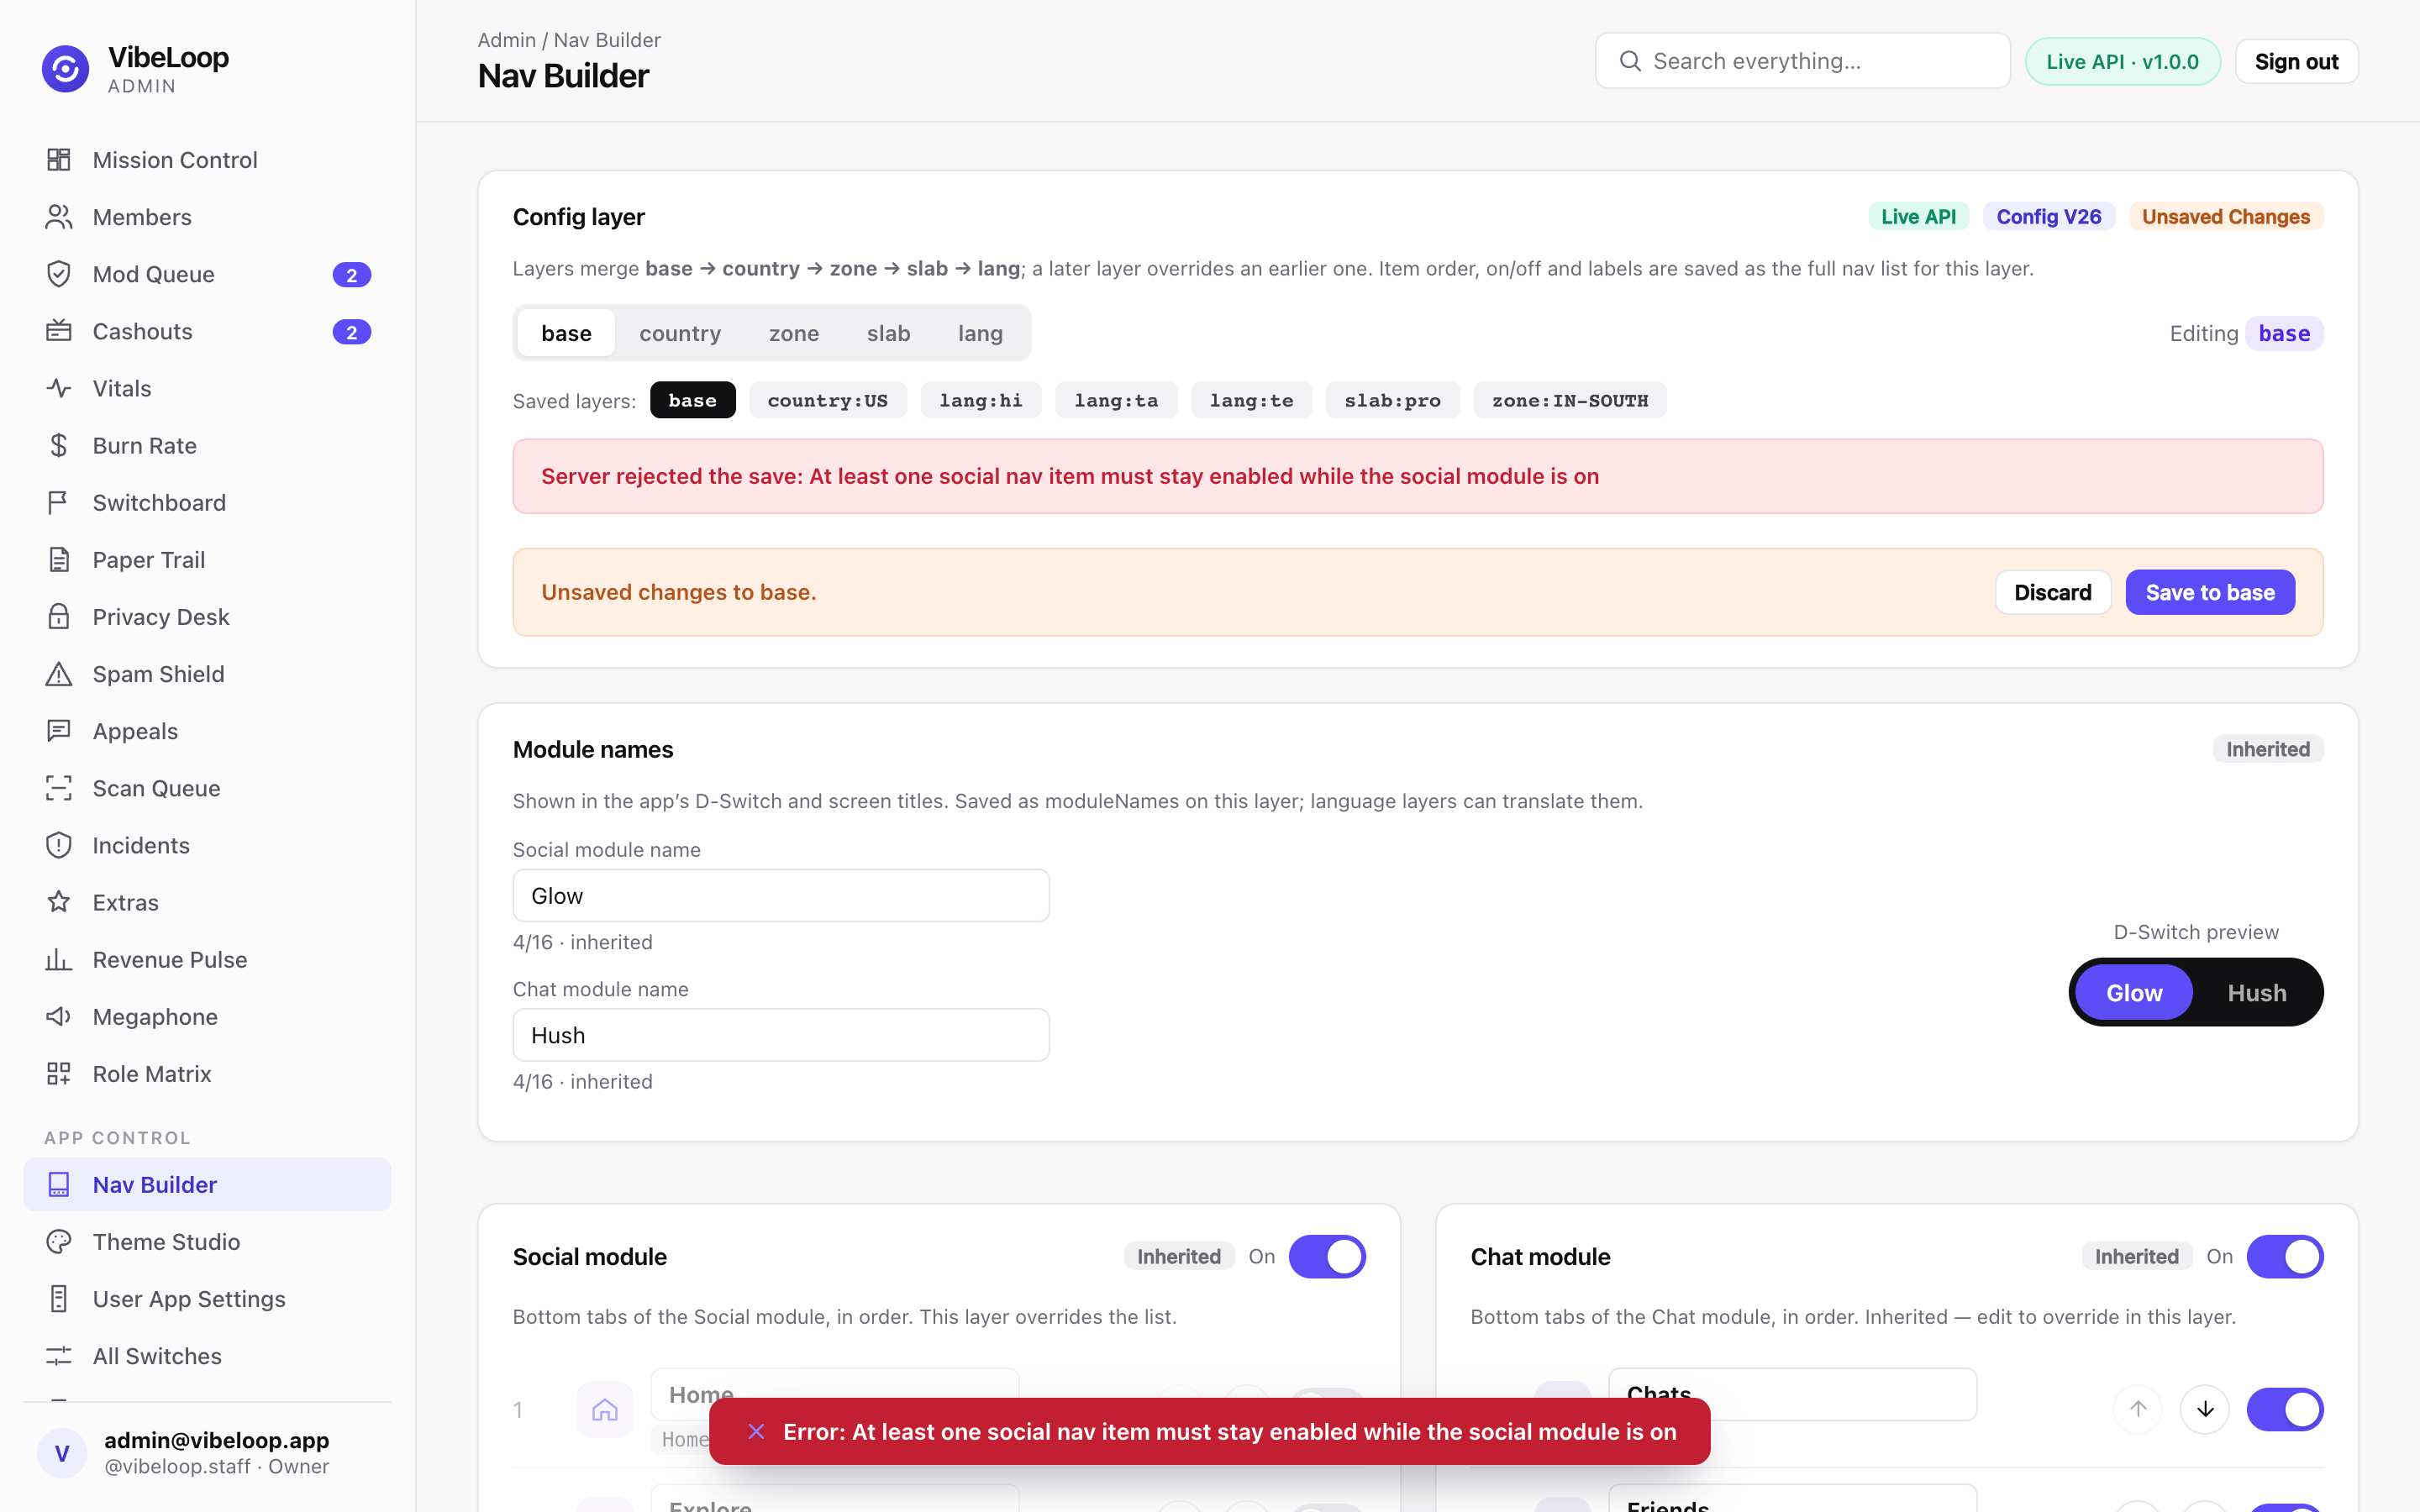 VibeLoop
ADMIN
Mission Control
Members
Mod Queue 2
Cashouts 2
Vitals
Burn Rate
Switchboard
Paper Trail
Privacy Desk
Spam Shield
Appeals
Scan Queue
Incidents
Extras
Revenue Pulse
Megaphone
Role Matrix
APP CONTROL
Nav Builder
Theme Studio
User App Settings
All Switches
V
admin@vibeloop.app
@vibeloop.staff · Owner
Admin / Nav Builder
Nav Builder
Search everything...
Live API · v1.0.0
Sign out
Config layer
Live API
Config V26
Unsaved Changes
Layers merge base → country → zone → slab → lang; a later layer overrides an earlier one. Item order, on/off and labels are saved as the full nav list for this layer.
base country zone slab lang
Editing base
Saved layers: base country:US lang:hi lang:ta lang:te slab:pro zone:IN-SOUTH
Server rejected the save: At least one social nav item must stay enabled while the social module is on
Unsaved changes to base.
Discard
Save to base
Module names
Inherited
Shown in the app’s D-Switch and screen titles. Saved as moduleNames on this layer; language layers can translate them.
Social module name
Glow
4/16 · inherited
Chat module name
Hush
4/16 · inherited
D-Switch preview
Glow Hush
Social module
Inherited On
Bottom tabs of the Social module, in order. This layer overrides the list.
1
Home
Home
Explore
Chat module
Inherited On
Bottom tabs of the Chat module, in order. Inherited — edit to override in this layer.
Chats
Friends
Error: At least one social nav item must stay enabled while the social module is on